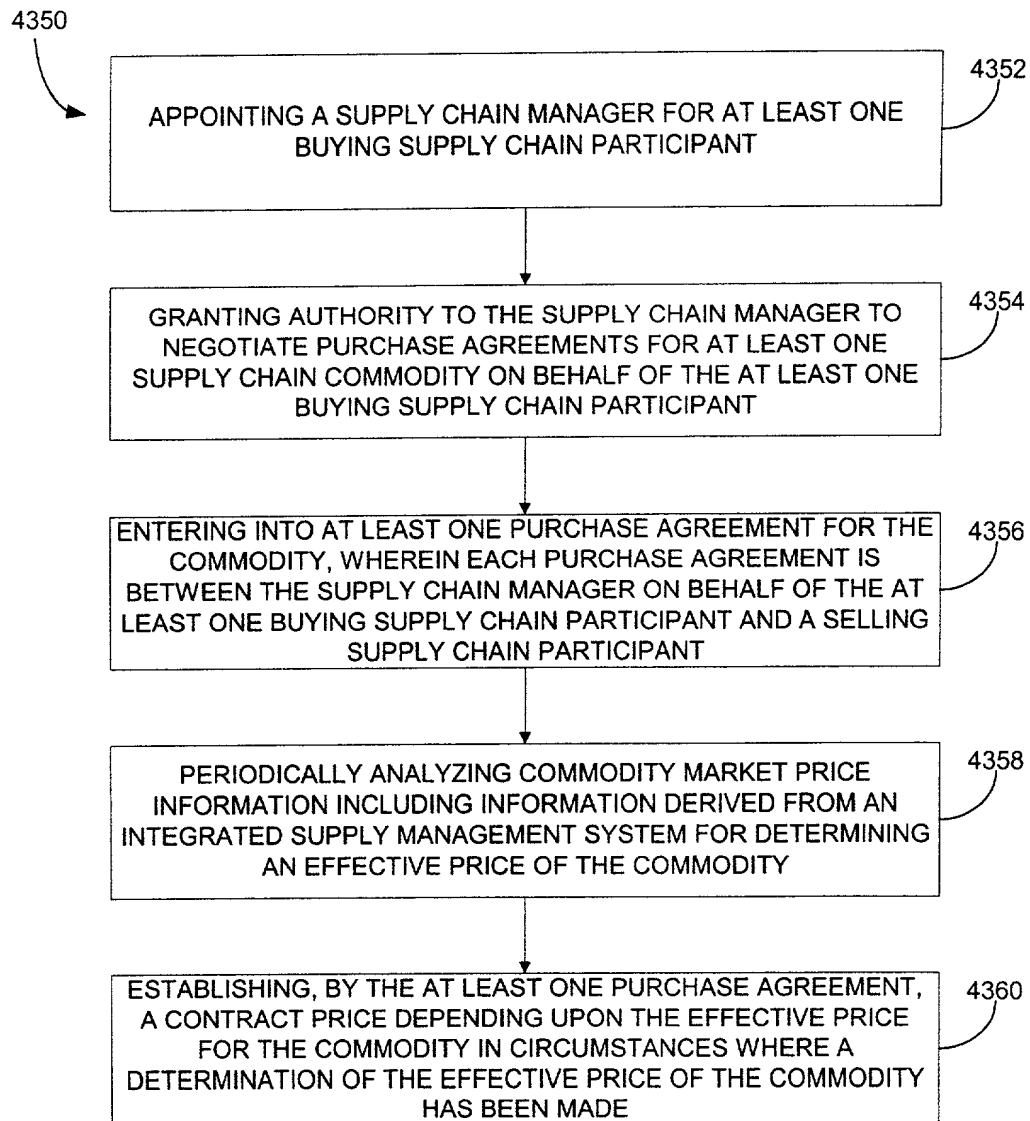 4350
4352
APPOINTING A SUPPLY CHAIN MANAGER FOR AT LEAST ONE
BUYING SUPPLY CHAIN PARTICIPANT
4354
GRANTING AUTHORITY TO THE SUPPLY CHAIN MANAGER TO
NEGOTIATE PURCHASE AGREEMENTS FOR AT LEAST ONE
SUPPLY CHAIN COMMODITY ON BEHALF OF THE AT LEAST ONE
BUYING SUPPLY CHAIN PARTICIPANT
4356
ENTERING INTO AT LEAST ONE PURCHASE AGREEMENT FOR THE
COMMODITY, WHEREIN EACH PURCHASE AGREEMENT IS
BETWEEN THE SUPPLY CHAIN MANAGER ON BEHALF OF THE AT
LEAST ONE BUYING SUPPLY CHAIN PARTICIPANT AND A SELLING
SUPPLY CHAIN PARTICIPANT
4358
PERIODICALLY ANALYZING COMMODITY MARKET PRICE
INFORMATION INCLUDING INFORMATION DERIVED FROM AN
INTEGRATED SUPPLY MANAGEMENT SYSTEM FOR DETERMINING
AN EFFECTIVE PRICE OF THE COMMODITY
4360
ESTABLISHING, BY THE AT LEAST ONE PURCHASE AGREEMENT,
A CONTRACT PRICE DEPENDING UPON THE EFFECTIVE PRICE
FOR THE COMMODITY IN CIRCUMSTANCES WHERE A
DETERMINATION OF THE EFFECTIVE PRICE OF THE COMMODITY
HAS BEEN MADE